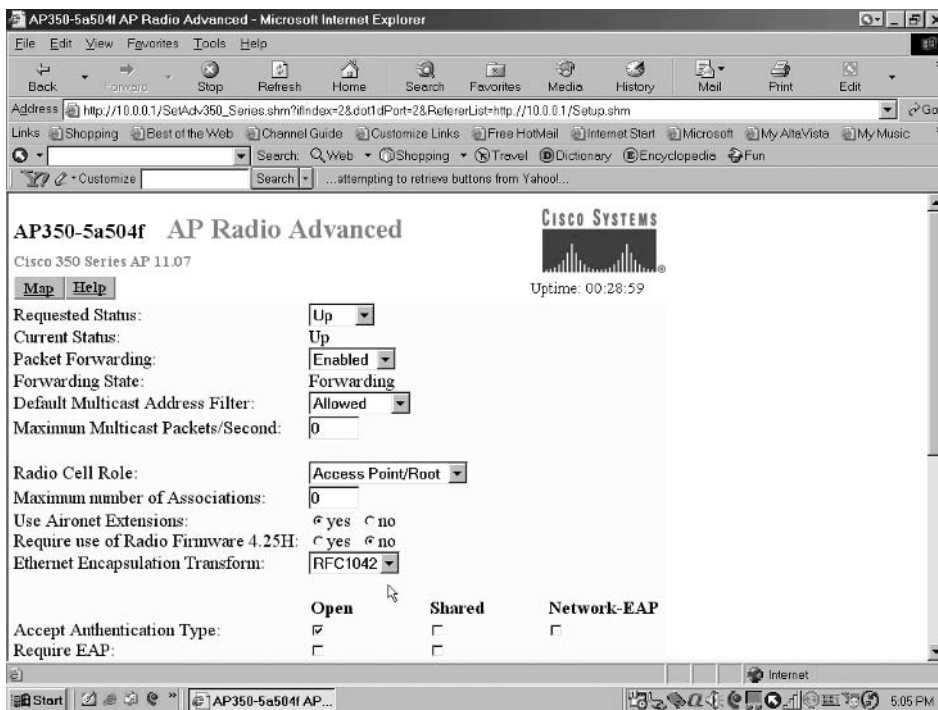 AP350-5a504f AP Radio Advanced - Microsoft Internet Explorer
File Edit View Favorites Tools Help
Back Forward Stop Refresh Home Search Favorites Media History Mail Print Edit
Address http://10.0.0.1/SetAdv350_Series.shm?ifIndex=2&dot1dPort=2&RefererList=http://10.0.0.1/Setup.shm Go
Links Shopping Best of the Web Channel Guide Customize Links Free HotMail Internet Start Microsoft My AltaVista My Music
Search: Web Shopping Travel Dictionary Encyclopedia Fun
Y7 Customize Search ...attempting to retrieve buttons from Yahoo!...
AP350-5a504f AP Radio Advanced
CISCO SYSTEMS
Cisco 350 Series AP 11.07
Map Help
Uptime: 00:28:59
Requested Status: Up
Current Status: Up
Packet Forwarding: Enabled
Forwarding State: Forwarding
Default Multicast Address Filter: Allowed
Maximum Multicast Packets/Second: 0
Radio Cell Role: Access Point/Root
Maximum number of Associations: 0
Use Aironet Extensions: yes no
Require use of Radio Firmware 4.25H: yes no
Ethernet Encapsulation Transform: RFC1042
Open Shared Network-EAP
Accept Authentication Type:
Require EAP:
Internet
Start AP350-5a504f AP... 5:05 PM